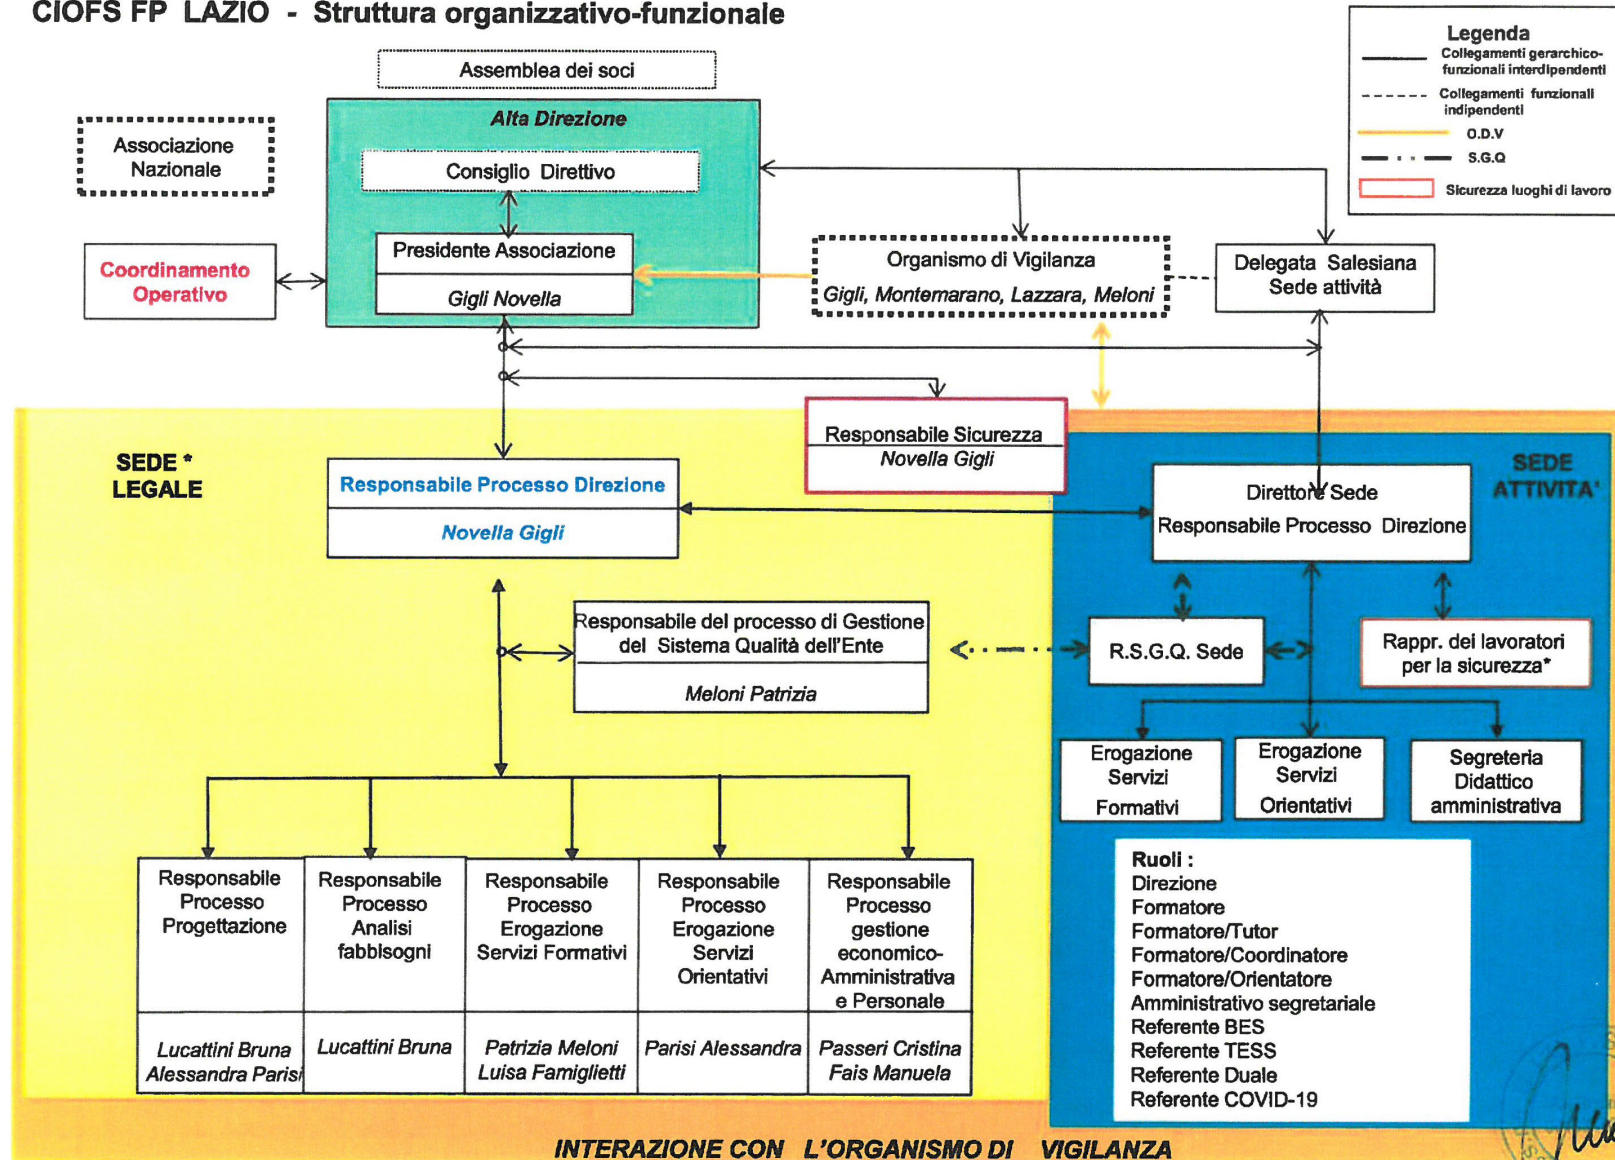 CIOFS FP LAZIO - Struttura organizzativo-funzionale
Legenda
Collegamenti gerarchico-
funzionali interdipendenti
Collegamenti funzionali
indipendenti
O.D.V
S.G.Q
Sicurezza luoghi di lavoro
Assemblea dei soci
Alta Direzione
Associazione
Nazionale
Consiglio Direttivo
Presidente Associazione
Gigli Novella
Coordinamento
Operativo
Organismo di Vigilanza
Gigli, Montemarano, Lazzara, Meloni
Delegata Salesiana
Sede attività
Responsabile Sicurezza
Novella Gigli
SEDE *
LEGALE
Responsabile Processo Direzione
Novella Gigli
SEDE
ATTIVITA'
Direttore Sede
Responsabile Processo Direzione
Responsabile del processo di Gestione
del Sistema Qualità dell'Ente
Meloni Patrizia
R.S.G.Q. Sede
Rappr. dei lavoratori
per la sicurezza*
Erogazione
Servizi
Formativi
Erogazione
Servizi
Orientativi
Segreteria
Didattico
amministrativa
Responsabile
Processo
Progettazione
Lucattini Bruna
Alessandra Parisi
Responsabile
Processo
Analisi
fabbisogni
Lucattini Bruna
Responsabile
Processo
Erogazione
Servizi Formativi
Patrizia Meloni
Luisa Famiglietti
Responsabile
Processo
Erogazione
Servizi
Orientativi
Parisi Alessandra
Responsabile
Processo
gestione
economico-
Amministrativa
e Personale
Passeri Cristina
Fais Manuela
Ruoli :
Direzione
Formatore
Formatore/Tutor
Formatore/Coordinatore
Formatore/Orientatore
Amministrativo segretariale
Referente BES
Referente TESS
Referente Duale
Referente COVID-19
INTERAZIONE CON L'ORGANISMO DI VIGILANZA